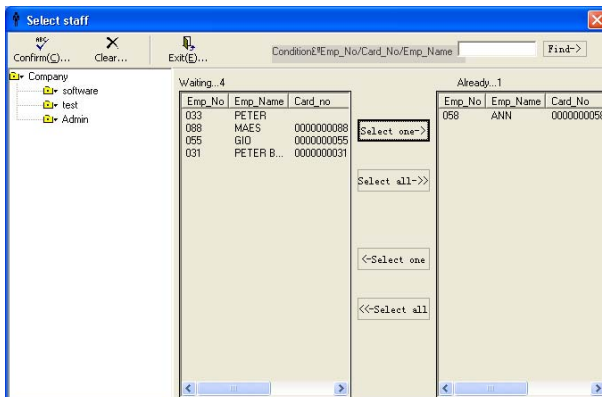 Select staff
Confirm(C)... Clear... Exit(E)... Condition£ºEmp_No/Card_No/Emp_Name Find->
Company
software
test
Admin
Waiting...4
Emp_No Emp_Name Card_no
033 PETER
088 MAES 0000000088
055 GIO 0000000055
031 PETER B... 0000000031
Select one->
Select all->>
<-Select one
<<-Select all
Already...1
Emp_No Emp_Name Card_No
058 ANN 0000000058